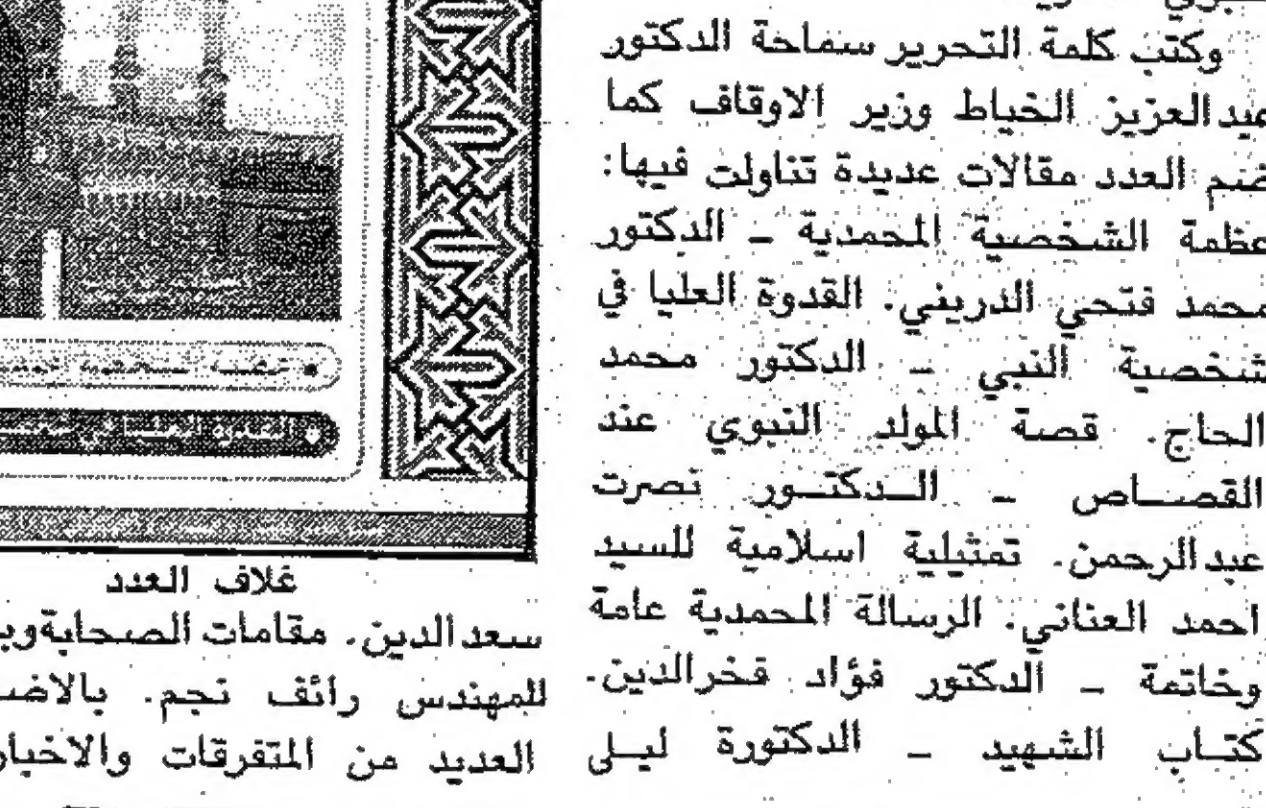 وكتب كلمة التحرير سماحة الدكتور
عبدالعزيز الخياط وزير الاوقاف كما
ضم العدد مقالات عديدة تناولت فيها:
عظمة الشخصية المحمدية ـ الدكتور
محمد فتحي الدريني. القدوة العليا في
شخصية النبي ـ الدكتور محمد
الحاج. قصة المولد النبوي عند
القصاص ـ الدكتور نصرت
عبدالرحمن. تمثيلية اسلامية للسيد
احمد العناني. الرسالة المحمدية عامة
وخاتمة ـ الدكتور فؤاد فخرالدين.
كتاب الشهيد ـ الدكتورة ليلى
غلاف العدد
سعدالدين. مقامات الصحابة وب
للمهندس رائف نجم. بالاضـ
العديد من المتفرقات والاخبار